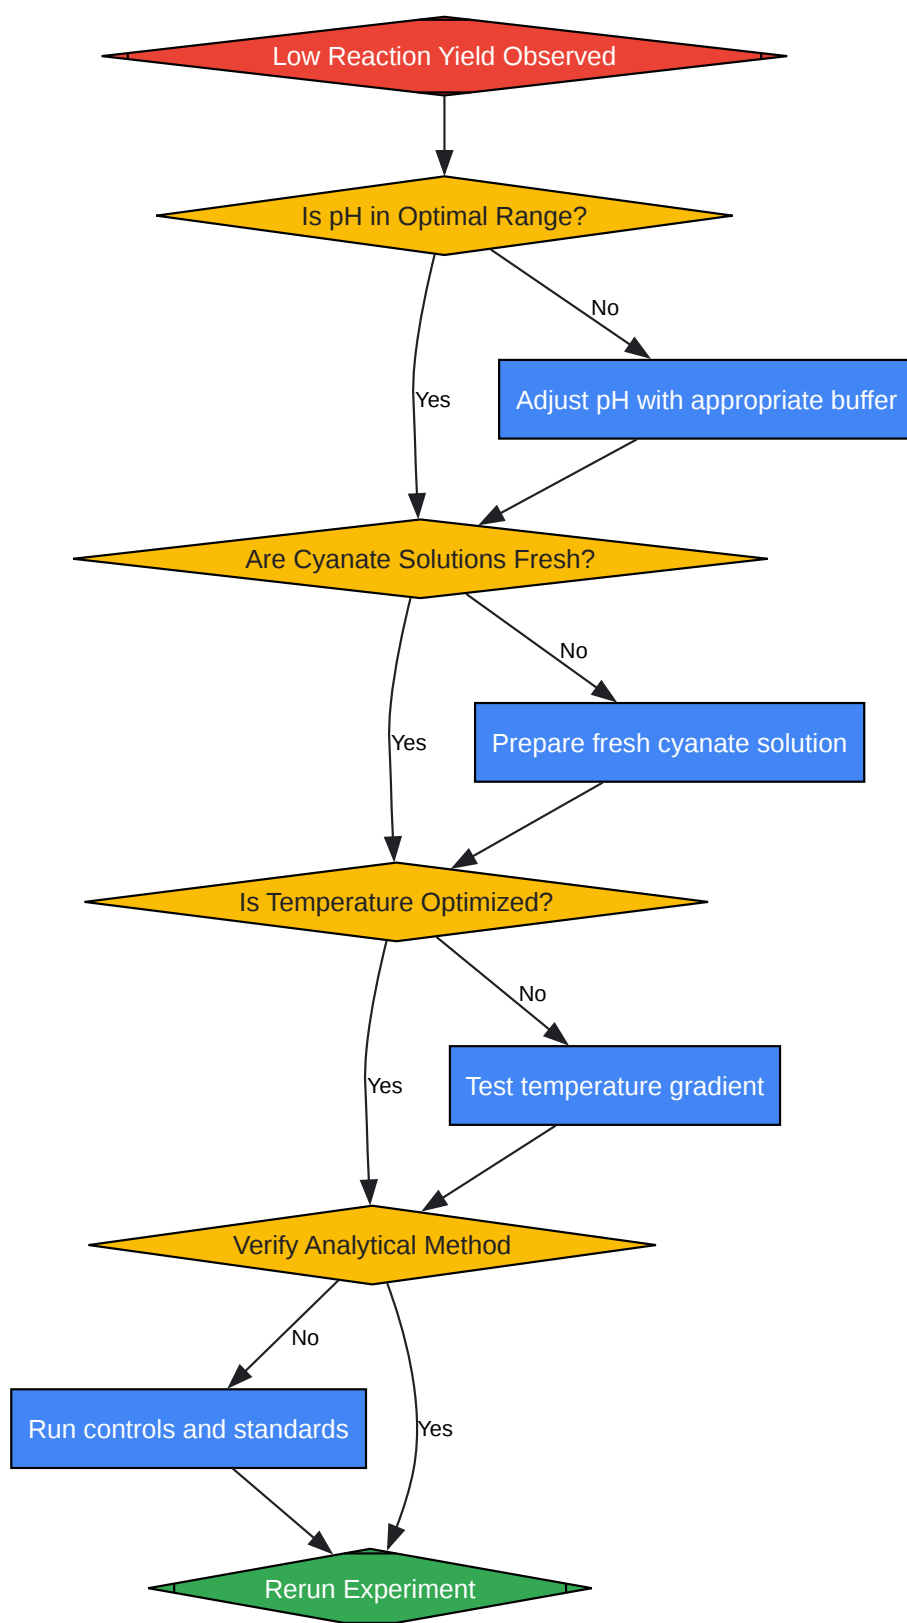 Low Reaction Yield Observed
Is pH in Optimal Range?
No
Yes
Adjust pH with appropriate buffer
Are Cyanate Solutions Fresh?
No
Yes
Prepare fresh cyanate solution
Is Temperature Optimized?
No
Yes
Test temperature gradient
Verify Analytical Method
No
Yes
Run controls and standards
Rerun Experiment